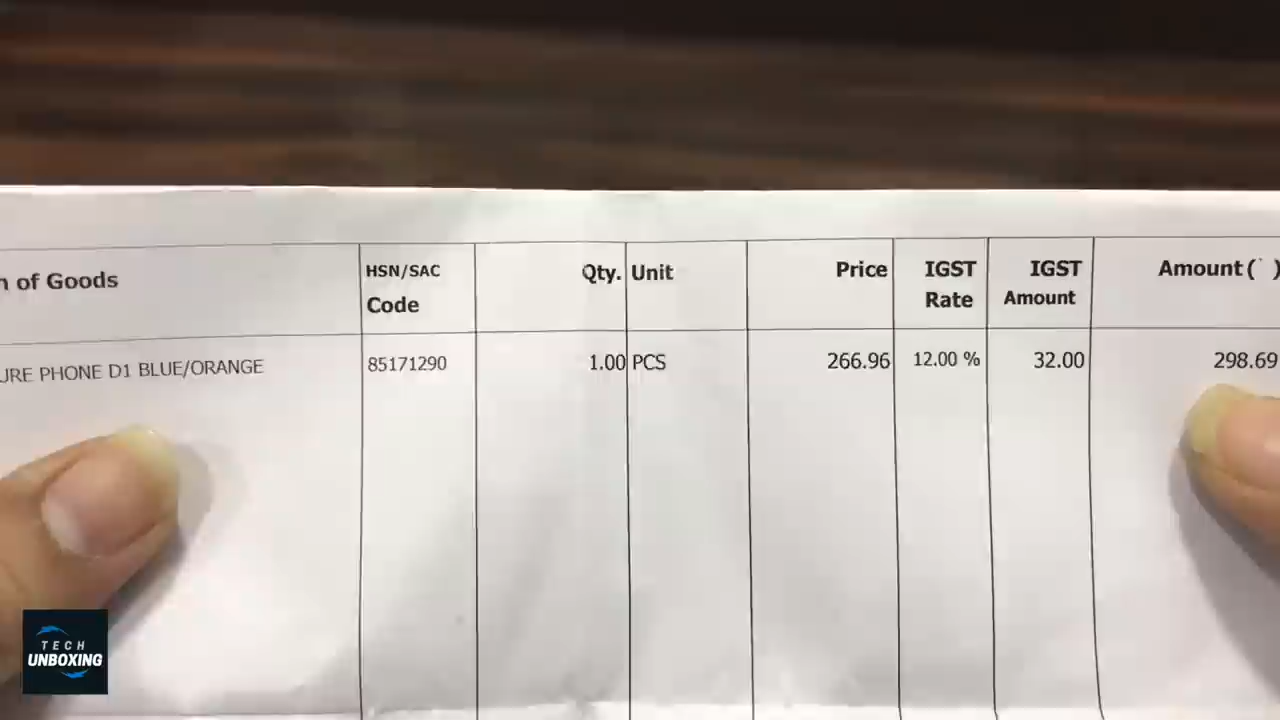 n of Goods
HSN/SAC
Code
Qty.
Unit
Price
IGST
Rate
IGST
Amount
Amount (` )
URE PHONE D1 BLUE/ORANGE
85171290
1.00
PCS
266.96
12.00 %
32.00
298.69
TECH
UNBOXING